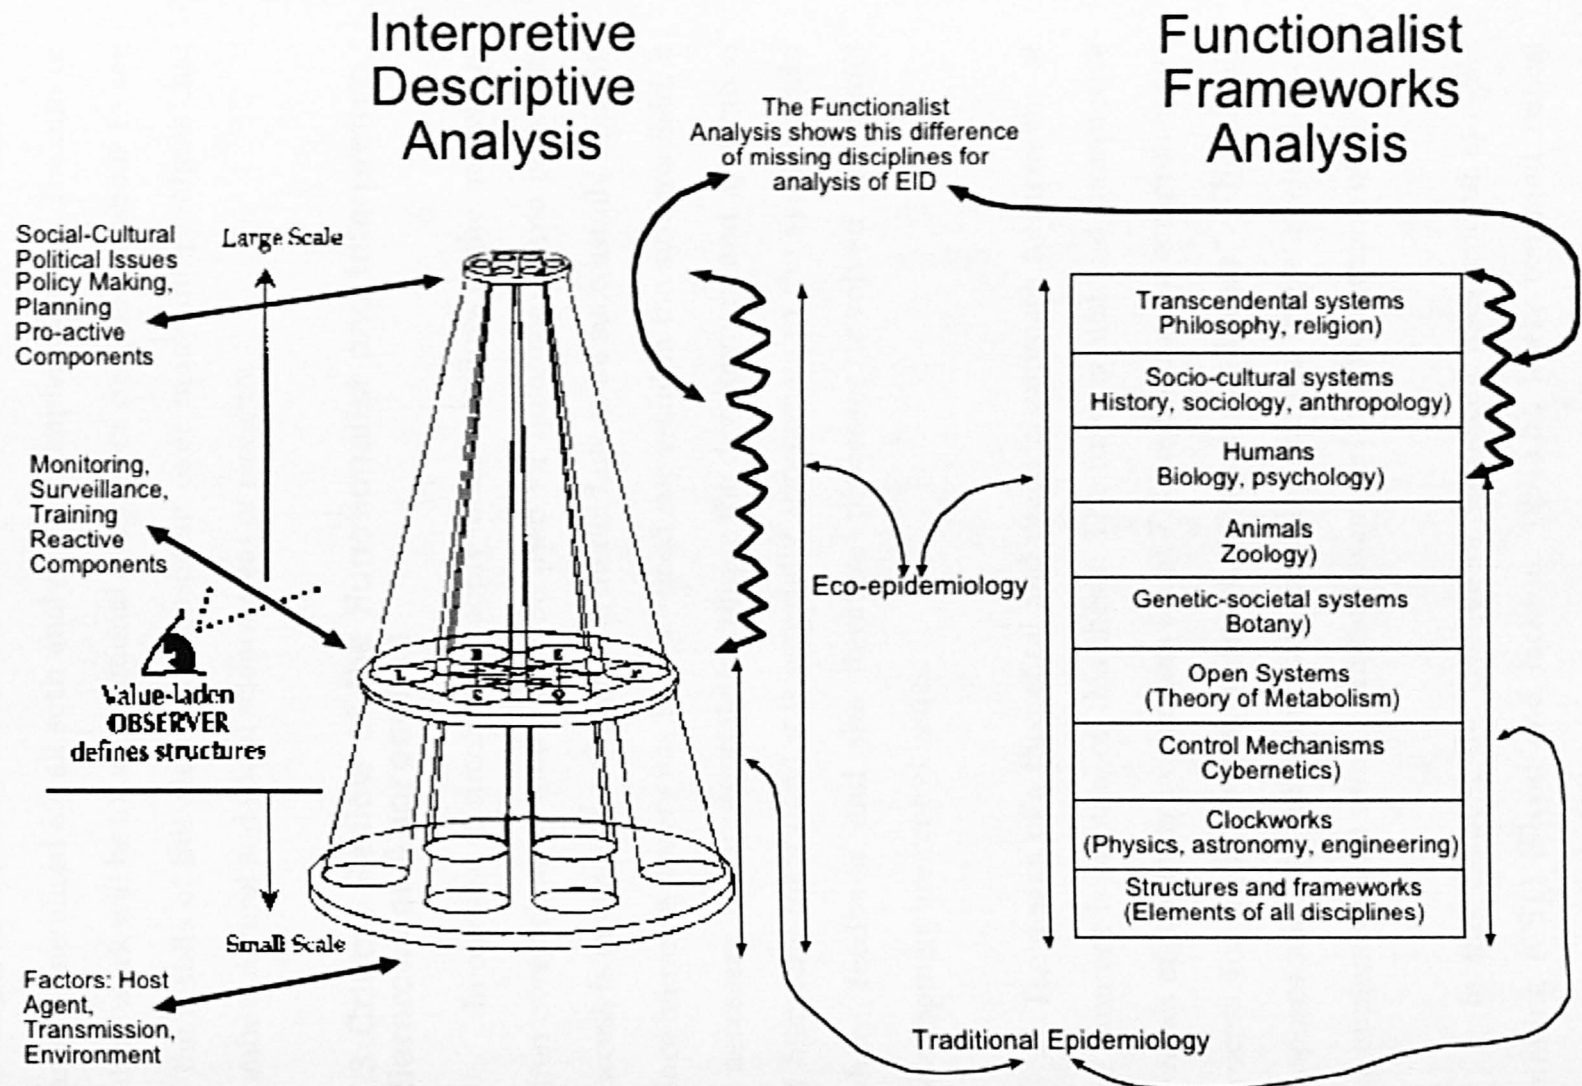 Interpretive
Descriptive
Analysis
Functionalist
Frameworks
Analysis
The Functionalist
Analysis shows this difference
of missing disciplines for
analysis of EID
Social-Cultural
Political Issues
Policy Making,
Planning
Pro-active
Components
Large Scale
Monitoring,
Surveillance,
Training
Reactive
Components
Value-laden
OBSERVER
defines structures
Small Scale
Factors: Host
Agent,
Transmission,
Environment
Eco-epidemiology
Traditional Epidemiology
Transcendental systems
Philosophy, religion)
Socio-cultural systems
History, sociology, anthropology)
Humans
Biology, psychology)
Animals
Zoology)
Genetic-societal systems
Botany)
Open Systems
(Theory of Metabolism)
Control Mechanisms
Cybernetics)
Clockworks
(Physics, astronomy, engineering)
Structures and frameworks
(Elements of all disciplines)